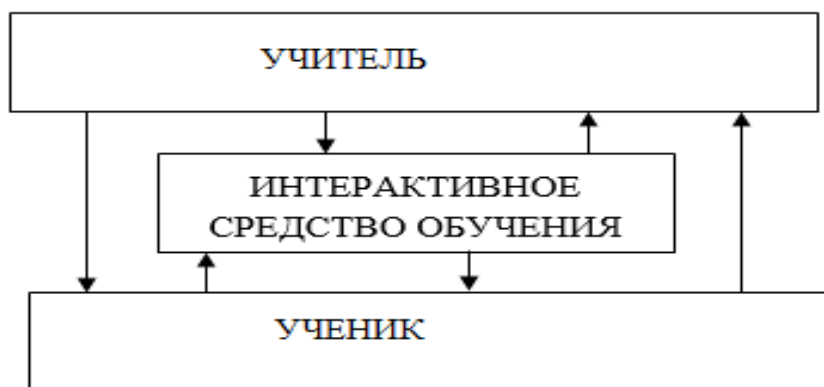 УЧИТЕЛЬ
ИНТЕРАКТИВНОЕ
СРЕДСТВО ОБУЧЕНИЯ
УЧЕНИК